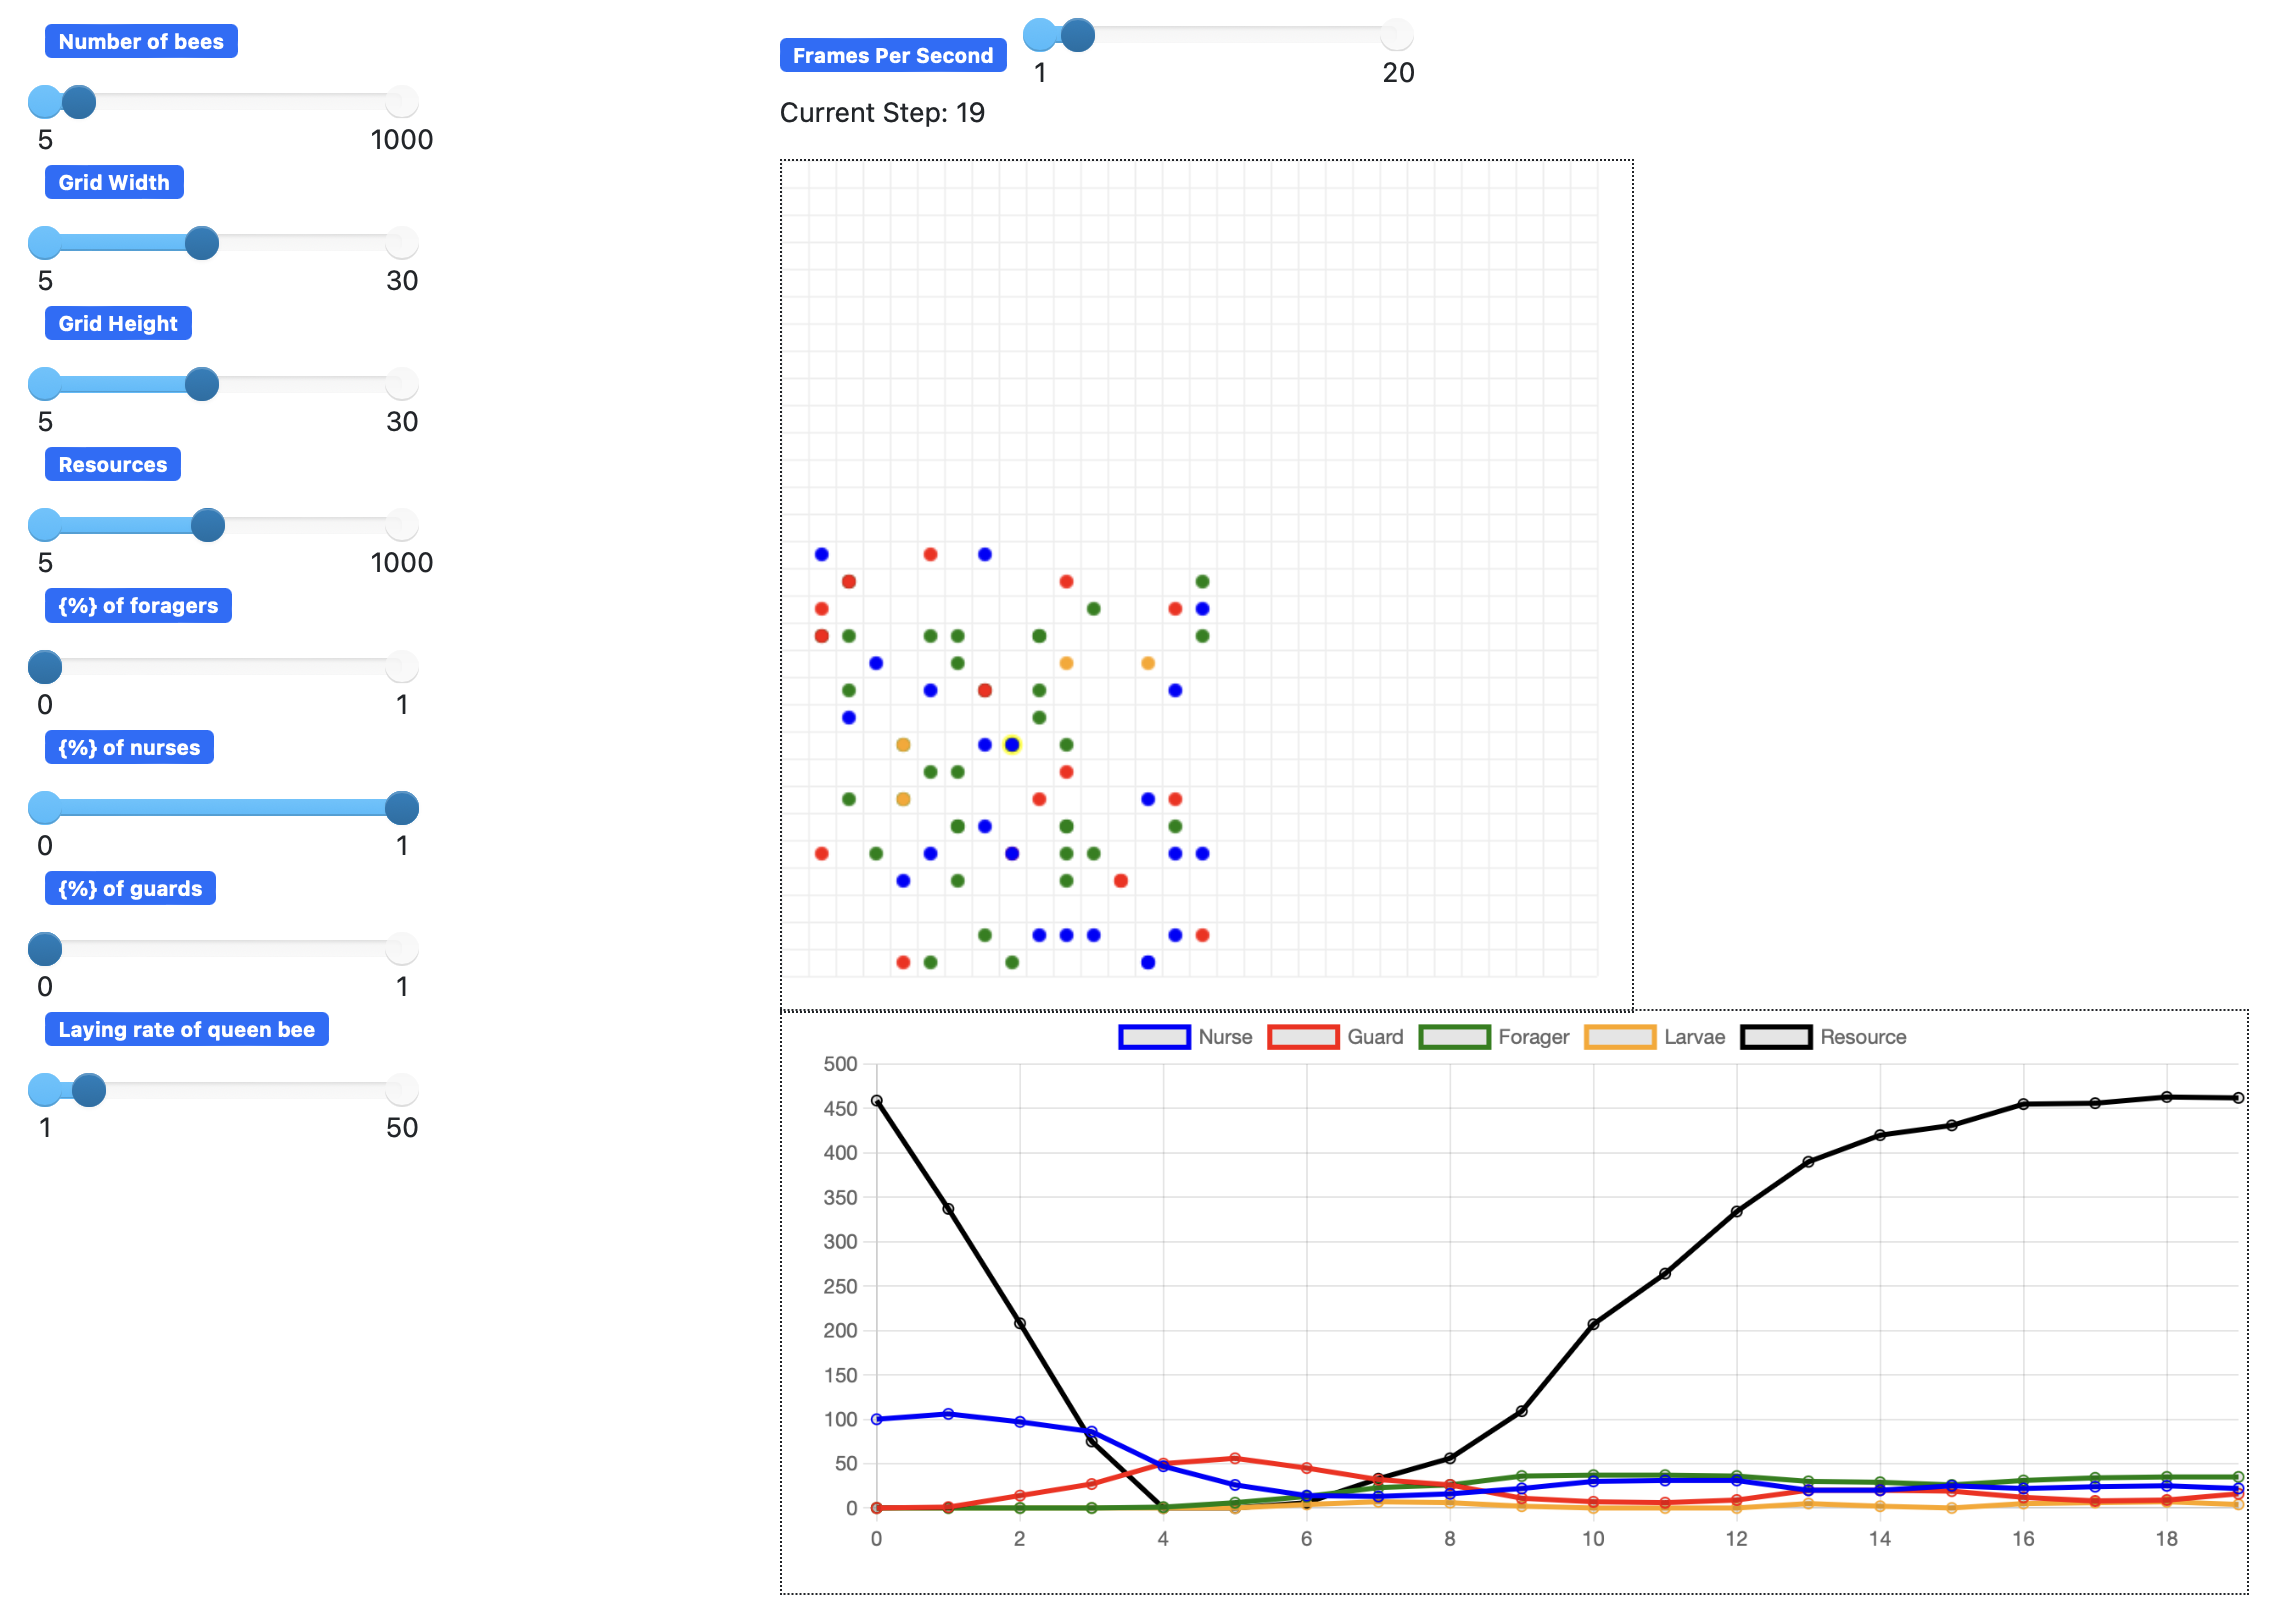 Number of bees
5 1000
Grid Width
5 30
Grid Height
5 30
Resources
5 1000
{%} of foragers
0 1
{%} of nurses
0 1
{%} of guards
0 1
Laying rate of queen bee
1 50
Frames Per Second
1 20
Current Step: 19
Nurse Guard Forager Larvae Resource
500
450
400
350
300
250
200
150
100
50
0
0 2 4 6 8 10 12 14 16 18